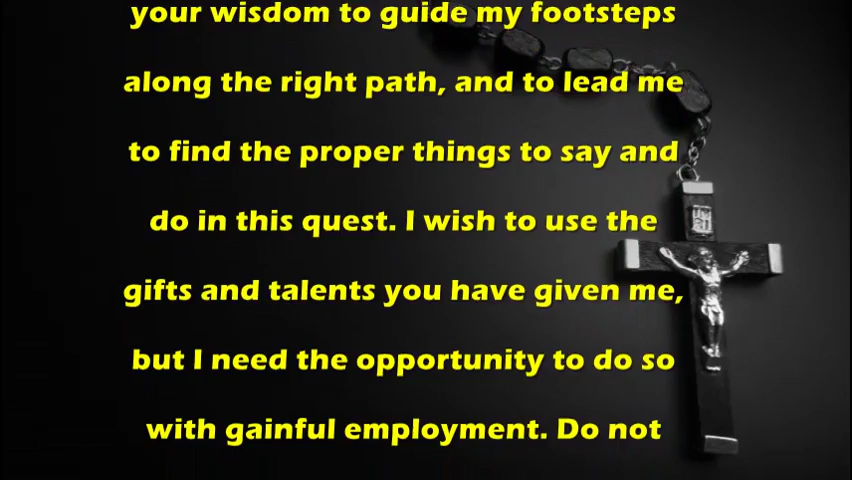 your wisdom to guide my footsteps
along the right path, and to lead me
to find the proper things to say and
do in this quest. I wish to use the
gifts and talents you have given me,
but I need the opportunity to do so
with gainful employment. Do not